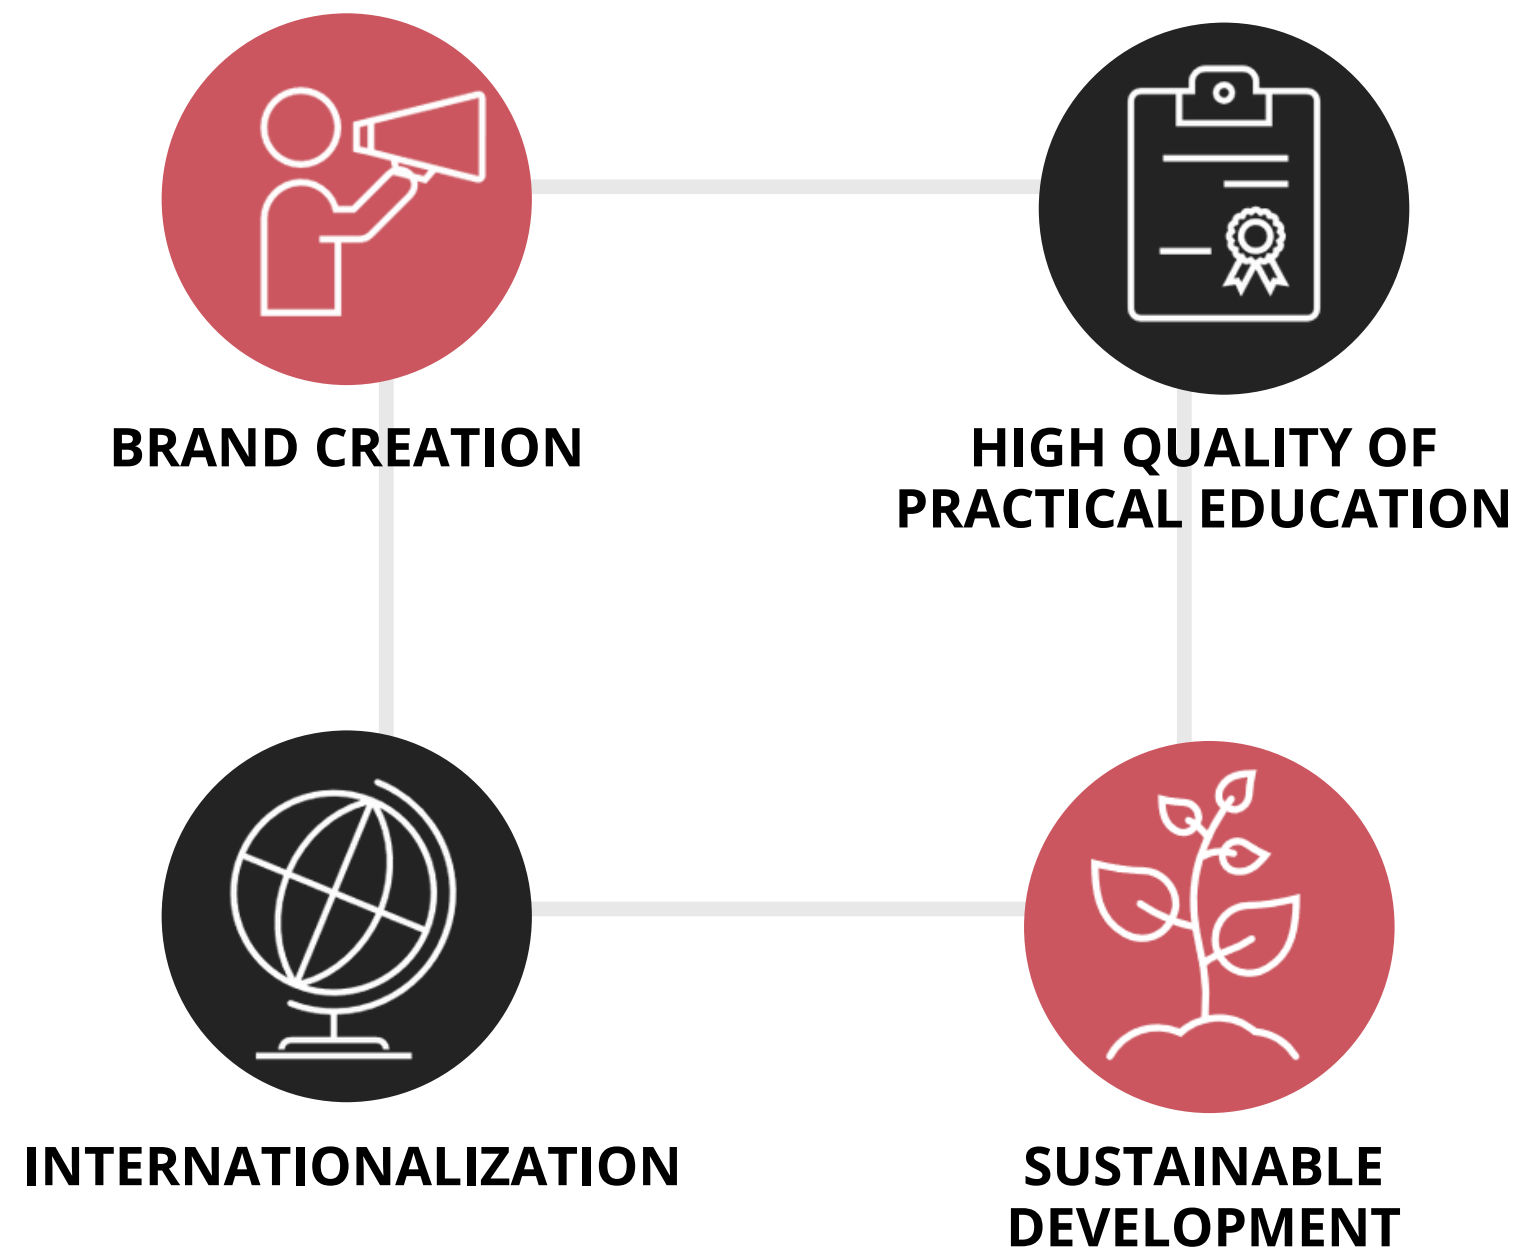 BRAND CREATION
HIGH QUALITY OF
PRACTICAL EDUCATION
INTERNATIONALIZATION
SUSTAINABLE
DEVELOPMENT